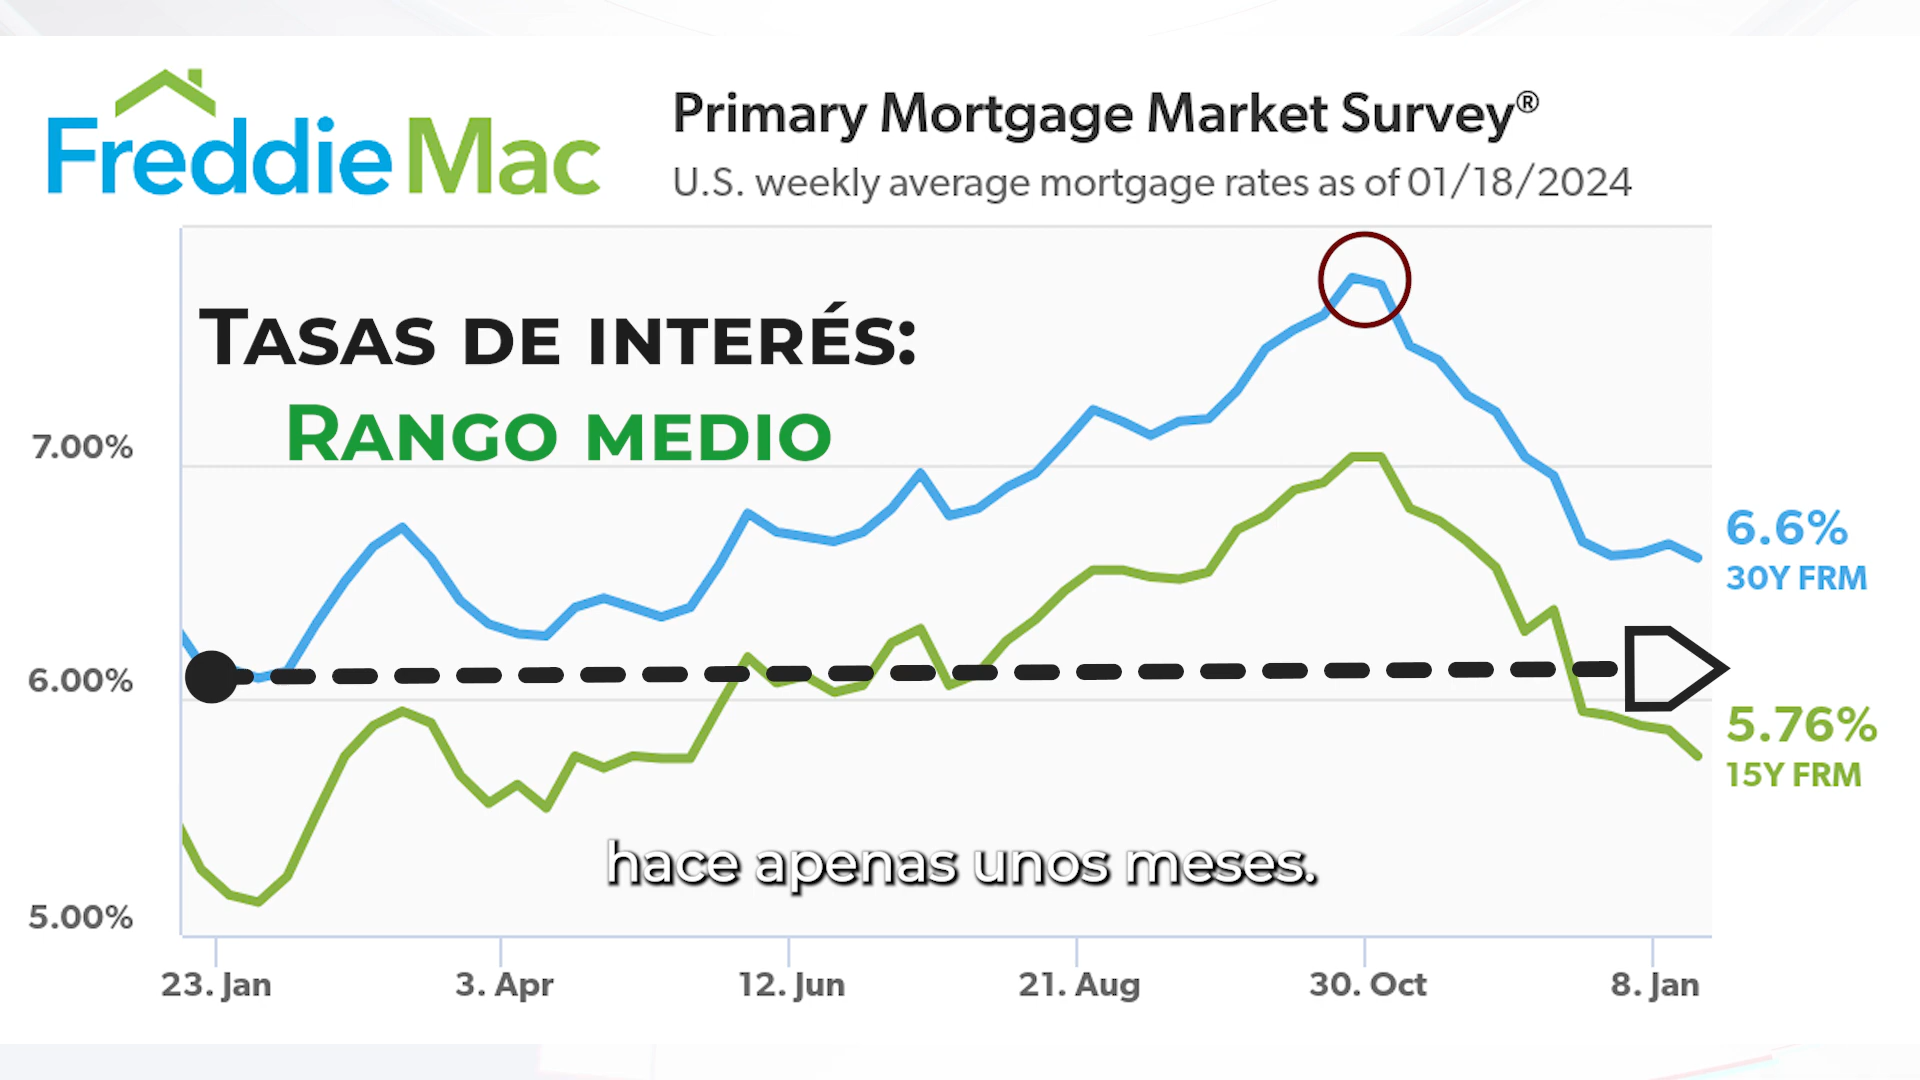 Freddie Mac
Primary Mortgage Market Survey®
U.S. weekly average mortgage rates as of 01/18/2024
Tasas de interés:
Rango medio
7.00%
6.00%
5.00%
6.6%
30Y FRM
5.76%
15Y FRM
hace apenas unos meses.
23. Jan
3. Apr
12. Jun
21. Aug
30. Oct
8. Jan